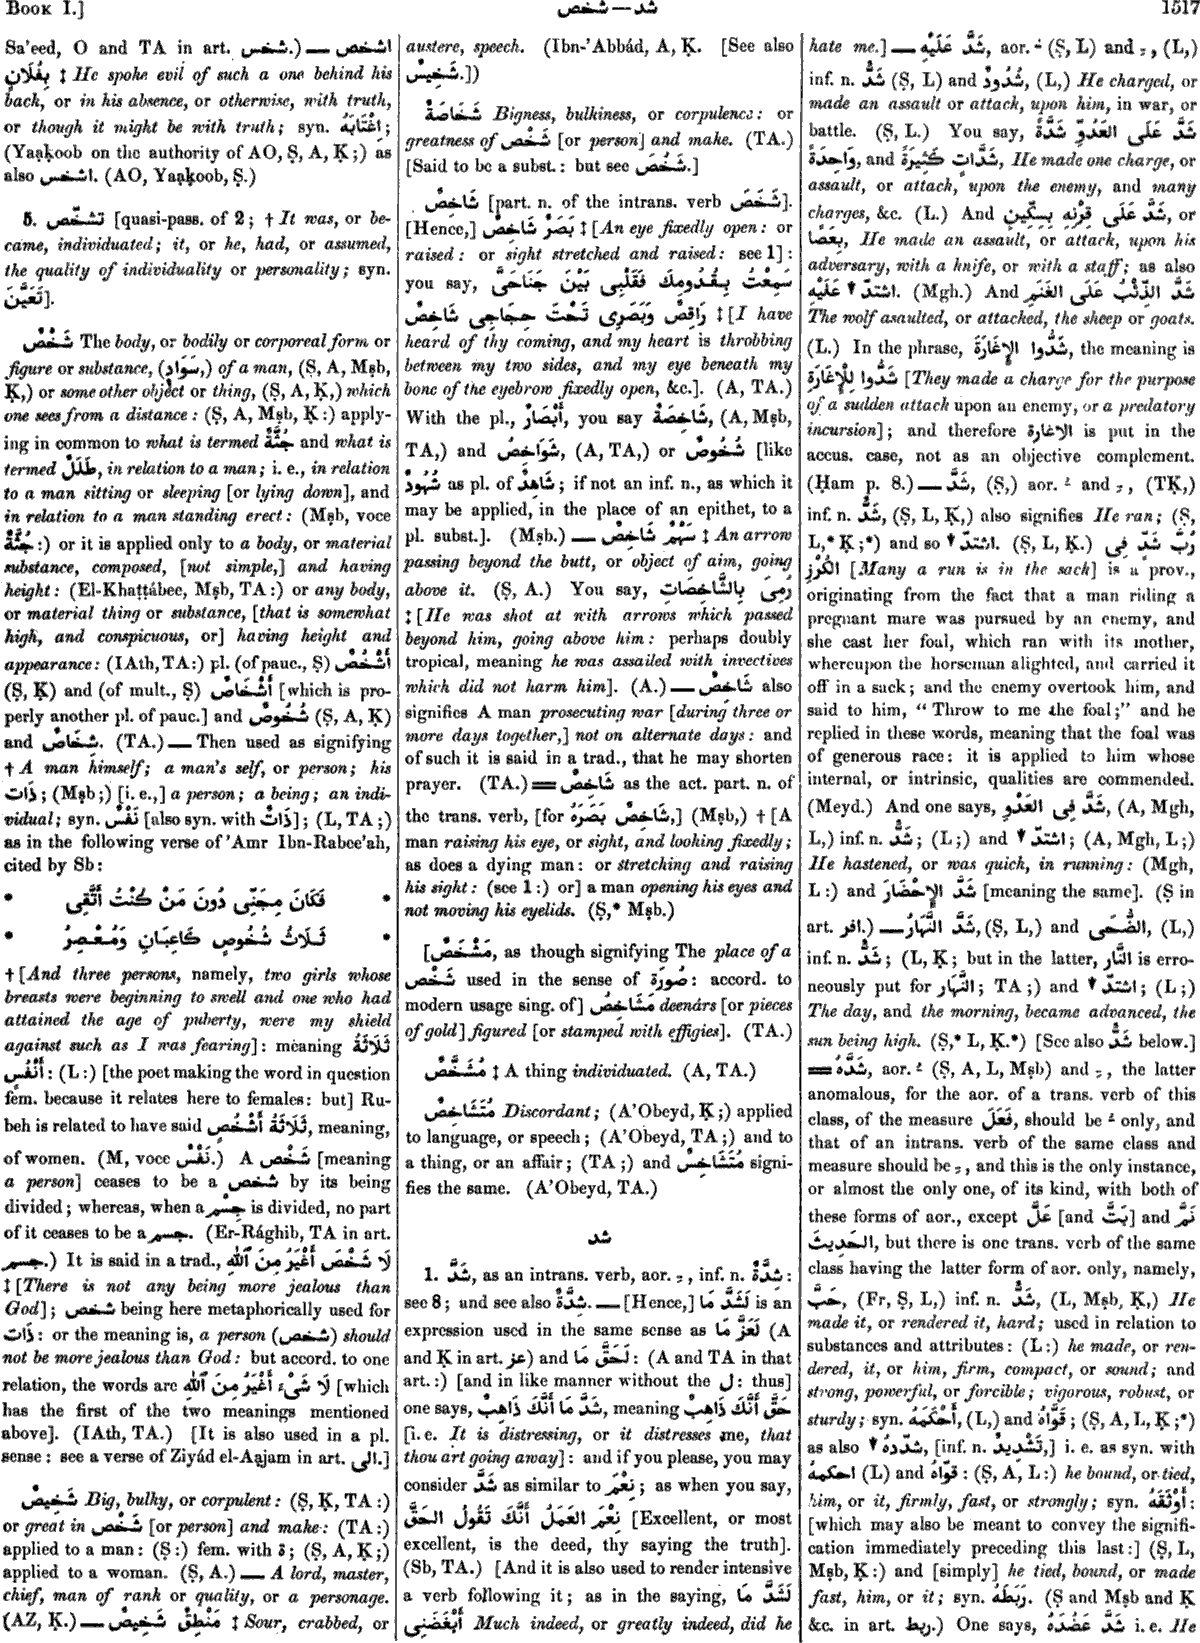 BOOK I.]
شد — شخص
1517
Sa'eed, O and TA in art. شخس.) — اشخص
بِفُلَانٍ ‡ He spoke evil of such a one behind his
back, or in his absence, or otherwise, with truth,
or though it might be with truth; syn. اِغْتَابَهُ;
(Yaạḳoob on the authority of AO, Ṣ, A, Ḳ;) as
also اشخس. (AO, Yaạḳoob, Ṣ.)
5. تشخّص [quasi-pass. of 2; † It was, or be-
came, individuated; it, or he, had, or assumed,
the quality of individuality or personality; syn.
تَعَيَّنَ].
شَخْصٌ The body, or bodily or corporeal form or
figure or substance, (سَوَاد,) of a man, (Ṣ, A, Mṣb,
Ḳ,) or some other object or thing, (Ṣ, A, Ḳ,) which
one sees from a distance: (Ṣ, A, Mṣb, Ḳ:) apply-
ing in common to what is termed جُثَّةٌ and what is
termed طَلَلٌ, in relation to a man; i. e., in relation
to a man sitting or sleeping [or lying down], and
in relation to a man standing erect: (Mṣb, voce
جُثَّةٌ:) or it is applied only to a body, or material
substance, composed, [not simple,] and having
height: (El-Khaṭṭábee, Mṣb, TA:) or any body,
or material thing or substance, [that is somewhat
high, and conspicuous, or] having height and
appearance: (IAth, TA:) pl. (of pauc., Ṣ) أَشْخُصٌ
(Ṣ, Ḳ) and (of mult., Ṣ) أَشْخَاصٌ [which is pro-
perly another pl. of pauc.] and شُخُوصٌ (Ṣ, A, Ḳ)
and شِخَاصٌ. (TA.) — Then used as signifying
† A man himself; a man's self, or person; his
ذَات; (Mṣb;) [i. e.,] a person; a being; an indi-
vidual; syn. نَفْسٌ [also syn. with ذَاتٌ]; (L, TA;)
as in the following verse of 'Amr Ibn-Rabee'ah,
cited by Sb:
* فَكَانَ مِجَنِّى دُونَ مَنْ كُنْتُ أَتَّقِى *
* ثَلَاثُ شُخُوصٍ كَاعِبَانِ وَمُعْصِرُ *
† [And three persons, namely, two girls whose
breasts were beginning to swell and one who had
attained the age of puberty, were my shield
against such as I was fearing]: meaning ثَلَاثَةُ
أَنْفُسٍ: (L:) [the poet making the word in question
fem. because it relates here to females: but] Ru-
beh is related to have said ثَلَاثَةُ أَشْخُصٍ, meaning,
of women. (M, voce نَفْسٌ.) A شَخْص [meaning
a person] ceases to be a شخص by its being
divided; whereas, when a جِسْم is divided, no part
of it ceases to be a جسم. (Er-Rághib, TA in art.
جسم.) It is said in a trad., لَا شَخْصَ أَغْيَرُ مِنَ ٱللّٰهِ
‡ [There is not any being more jealous than
God]; شخص being here metaphorically used for
ذَات: or the meaning is, a person (شخص) should
not be more jealous than God: but accord. to one
relation, the words are لَا شَىْءَ أَغْيَرُ مِنَ ٱللّٰهِ [which
has the first of the two meanings mentioned
above]. (IAth, TA.) [It is also used in a pl.
sense: see a verse of Ziyád el-Aạjam in art. الى.]
شَخِيصٌ Big, bulky, or corpulent: (Ṣ, Ḳ, TA:)
or great in شَخْص [or person] and make: (TA:)
applied to a man: (Ṣ:) fem. with ة; (Ṣ, A, Ḳ;)
applied to a woman. (Ṣ, A.) — A lord, master,
chief, man of rank or quality, or a personage.
(AZ, Ḳ.) — مَنْطِقٌ شَخِيصٌ ‡ Sour, crabbed, or
austere, speech. (Ibn-'Abbád, A, Ḳ. [See also
شَخِيسٌ.])
شَخَاصَةٌ Bigness, bulkiness, or corpulence: or
greatness of شَخْص [or person] and make. (TA.)
[Said to be a subst.: but see شَخُصَ.]
شَاخِصٌ [part. n. of the intrans. verb شَخَصَ].
[Hence,] بَصَرٌ شَاخِصٌ ‡ [An eye fixedly open: or
raised: or sight stretched and raised: see 1]:
you say, سَمِعْتُ بِقُدُومِكَ فَقَلْبِى بَيْنَ جَنَاحَىَّ
رَاقِصٌ وَبَصَرِى تَحْتَ حِجَاجِى شَاخِصٌ ‡ [I have
heard of thy coming, and my heart is throbbing
between my two sides, and my eye beneath my
bone of the eyebrow fixedly open, &c.]. (A, TA.)
With the pl., أَبْصَارٌ, you say شَاخِصَةٌ, (A, Mṣb,
TA,) and شَوَاخِصُ, (A, TA,) or شُخُوصٌ [like
شُهُودٌ as pl. of شَاهِدٌ; if not an inf. n., as which it
may be applied, in the place of an epithet, to a
pl. subst.]. (Mṣb.) — سَهْمٌ شَاخِصٌ ‡ An arrow
passing beyond the butt, or object of aim, going
above it. (Ṣ, A.) You say, رُمِىَ بِالشَّاخِصَاتِ
‡ [He was shot at with arrows which passed
beyond him, going above him: perhaps doubly
tropical, meaning he was assailed with invectives
which did not harm him]. (A.) — شَاخِصٌ also
signifies A man prosecuting war [during three or
more days together,] not on alternate days: and
of such it is said in a trad., that he may shorten
prayer. (TA.) = شَاخِصٌ as the act. part. n. of
the trans. verb, [for شَاخِصٌ بَصَرَهُ,] (Mṣb,) † [A
man raising his eye, or sight, and looking fixedly;
as does a dying man: or stretching and raising
his sight: (see 1:) or] a man opening his eyes and
not moving his eyelids. (Ṣ,* Mṣb.)
[مَشْخَصٌ, as though signifying The place of a
شَخْص used in the sense of صُورَة: accord. to
modern usage sing. of] مَشَاخِصُ deenárs [or pieces
of gold] figured [or stamped with effigies]. (TA.)
مُشَخَّصٌ ‡ A thing individuated. (A, TA.)
مُتَشَاخِصٌ Discordant; (A'Obeyd, Ḳ;) applied
to language, or speech; (A'Obeyd, TA;) and to
a thing, or an affair; (TA;) and مُتَشَاخِسٌ signi-
fies the same. (A'Obeyd, TA.)
شد
1. شَدَّ, as an intrans. verb, aor. ـِ, inf. n. شِدَّةٌ:
see 8; and see also شِدَّةٌ. — [Hence,] لَشَدَّ مَا is an
expression used in the same sense as لَعَزَّ مَا (A
and Ḳ in art. عز) and لَحَقَّ مَا: (A and TA in that
art.:) [and in like manner without the ل: thus]
one says, شَدَّ مَا أَنَّكَ ذَاهِبٌ, meaning حَقَّ أَنَّكَ ذَاهِبٌ
[i. e. It is distressing, or it distresses me, that
thou art going away]: and if you please, you may
consider شَدَّ as similar to نِعْمَ; as when you say,
نِعْمَ العَمَلُ أَنَّكَ تَقُولُ الحَقَّ [Excellent, or most
excellent, is the deed, thy saying the truth].
(Sb, TA.) [And it is also used to render intensive
a verb following it; as in the saying, لَشَدَّ مَا
أَبْغَضَنِى Much indeed, or greatly indeed, did he
hate me.] — شَدَّ عَلَيْهِ, aor. ـُ (Ṣ, L) and ـِ, (L,)
inf. n. شَدٌّ (Ṣ, L) and شُدُودٌ, (L,) He charged, or
made an assault or attack, upon him, in war, or
battle. (Ṣ, L.) You say, شَدَّ عَلَى العَدُوِّ شَدَّةً
وَاحِدَةً, and شَدَّاتٍ كَثِيرَةً, He made one charge, or
assault, or attack, upon the enemy, and many
charges, &c. (L.) And شَدَّ عَلَى قِرْنِهِ بِسِكِّينٍ, or
بِعَصًا, He made an assault, or attack, upon his
adversary, with a knife, or with a staff; as also
اشتدّ ▼ عَلَيْهِ. (Mgh.) And شَدَّ الذِّئْبُ عَلَى الغَنَمِ
The wolf asaulted, or attacked, the sheep or goats.
(L.) In the phrase, شَدُّوا الإِغَارَةَ, the meaning is
شَدُّوا لِلْإِغَارَةِ [They made a charge for the purpose
of a sudden attack upon an enemy, or a predatory
incursion]; and therefore الاغارة is put in the
accus. case, not as an objective complement.
(Ḥam p. 8.) — شَدَّ, (Ṣ,) aor. ـُ and ـِ, (TḲ,)
inf. n. شَدٌّ, (Ṣ, L, Ḳ,) also signifies He ran; (Ṣ,
L,* Ḳ;*) and so ▼ اشتدّ. (Ṣ, L, Ḳ.) رُبَّ شَدٍّ فِى
الكُرْزِ [Many a run is in the sack] is a prov.,
originating from the fact that a man riding a
pregnant mare was pursued by an enemy, and
she cast her foal, which ran with its mother,
whereupon the horseman alighted, and carried it
off in a sack; and the enemy overtook him, and
said to him, "Throw to me the foal;" and he
replied in these words, meaning that the foal was
of generous race: it is applied to him whose
internal, or intrinsic, qualities are commended.
(Meyd.) And one says, شَدَّ فِى العَدْوِ, (A, Mgh,
L,) inf. n. شَدٌّ; (L;) and ▼ اشتدّ; (A, Mgh, L;)
He hastened, or was quick, in running: (Mgh,
L:) and شَدَّ الإِحْضَارَ [meaning the same]. (Ṣ in
art. افر.) — شَدَّ النَّهَارُ, (Ṣ, L,) and الضُّحَى, (L,)
inf. n. شَدٌّ; (L, Ḳ; but in the latter, النَّار is erro-
neously put for النَّهَار; TA;) and ▼ اشتدّ; (L;)
The day, and the morning, became advanced, the
sun being high. (Ṣ,* L, Ḳ.*) [See also شَدٌّ below.]
= شَدَّهُ, aor. ـُ (Ṣ, A, L, Mṣb) and ـِ, the latter
anomalous, for the aor. of a trans. verb of this
class, of the measure فَعَلَ, should be ـُ only, and
that of an intrans. verb of the same class and
measure should be ـِ, and this is the only instance,
or almost the only one, of its kind, with both of
these forms of aor., except عَلَّ [and بَتَّ] and نَمَّ
الحَدِيثَ, but there is one trans. verb of the same
class having the latter form of aor. only, namely,
حَبَّ, (Fr, Ṣ, L,) inf. n. شَدٌّ, (L, Mṣb, Ḳ,) He
made it, or rendered it, hard; used in relation to
substances and attributes: (L:) he made, or ren-
dered, it, or him, firm, compact, or sound; and
strong, powerful, or forcible; vigorous, robust, or
sturdy; syn. أَحْكَمَهُ, (L,) and قَوَّاهُ; (Ṣ, A, L, Ḳ;*)
as also ▼ شدّدهُ, [inf. n. تَشْدِيدٌ,] i. e. as syn. with
احكمهُ (L) and قَوَّاهُ: (Ṣ, A, L:) he bound, or tied,
him, or it, firmly, fast, or strongly; syn. أَوْثَقَهُ:
[which may also be meant to convey the signifi-
cation immediately preceding this last:] (Ṣ, L,
Mṣb, Ḳ:) and [simply] he tied, bound, or made
fast, him, or it; syn. رَبَطَهُ. (Ṣ and Mṣb and Ḳ
&c. in art. ربط.) One says, شَدَّ عَضُدَهُ i. e. He